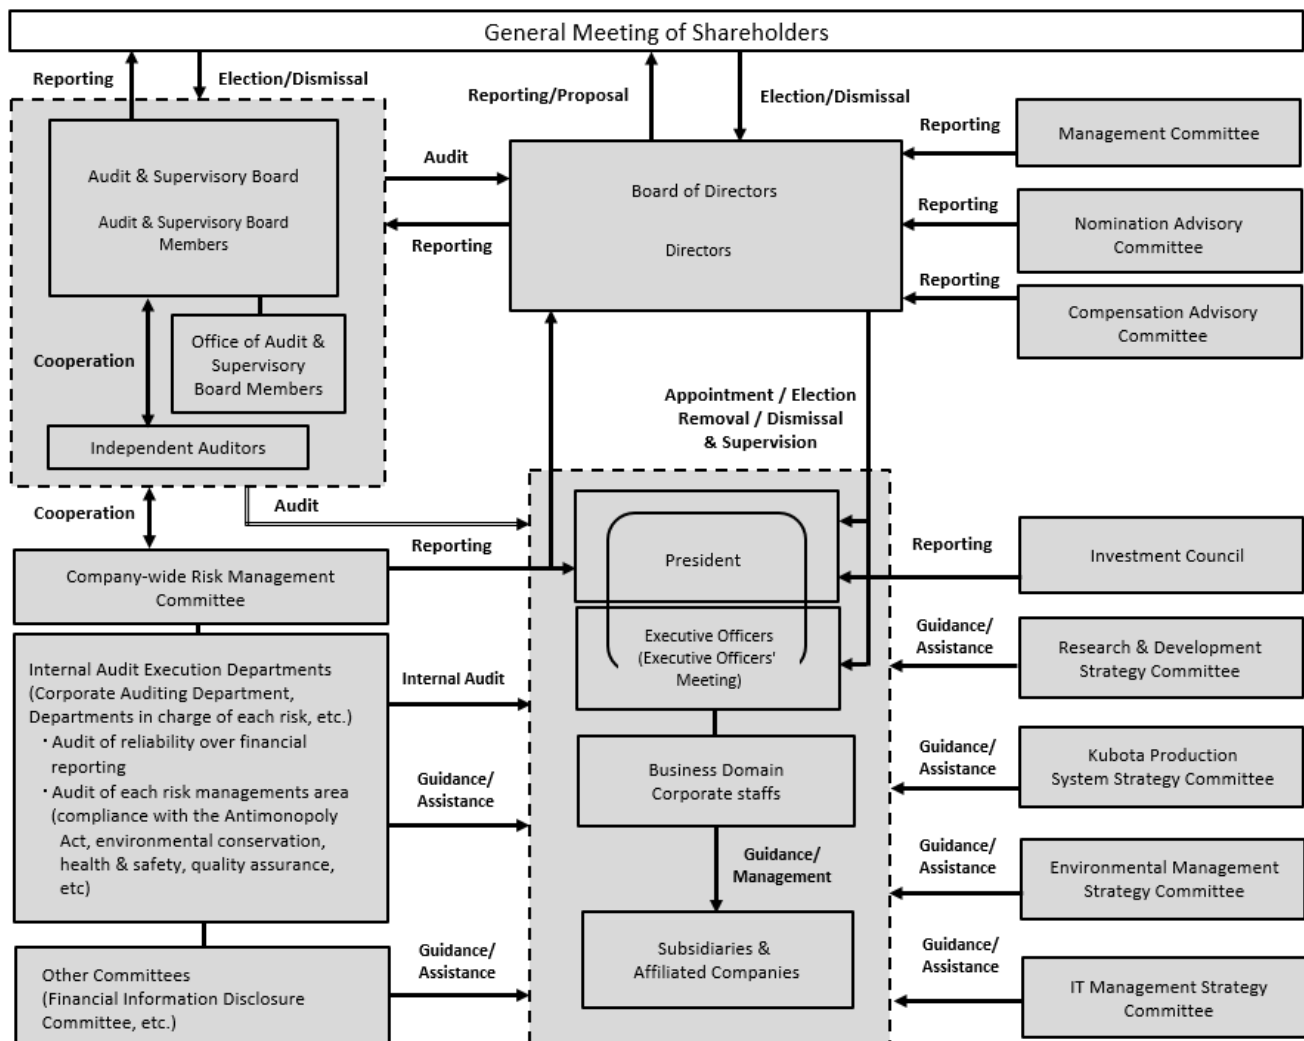 General Meeting of Shareholders
Reporting
Election/Dismissal
Reporting/Proposal
Election/Dismissal
Audit & Supervisory Board
Audit & Supervisory Board
Members
Audit
Reporting
Board of Directors
Directors
Reporting
Management Committee
Reporting
Nomination Advisory
Committee
Reporting
Compensation Advisory
Committee
Cooperation
Office of Audit &
Supervisory
Board Members
Independent Auditors
Appointment / Election
Removal / Dismissal
& Supervision
Cooperation
Audit
Reporting
Company-wide Risk Management
Committee
President
Reporting
Investment Council
Executive Officers
(Executive Officers'
Meeting)
Guidance/
Assistance
Research & Development
Strategy Committee
Internal Audit Execution Departments
(Corporate Auditing Department,
Departments in charge of each risk, etc.)
・Audit of reliability over financial
reporting
・Audit of each risk managements area
(compliance with the Antimonopoly
Act, environmental conservation,
health & safety, quality assurance,
etc)
Internal Audit
Guidance/
Assistance
Business Domain
Corporate staffs
Guidance/
Assistance
Kubota Production
System Strategy Committee
Guidance/
Management
Guidance/
Assistance
Environmental Management
Strategy Committee
Other Committees
(Financial Information Disclosure
Committee, etc.)
Guidance/
Assistance
Subsidiaries &
Affiliated Companies
Guidance/
Assistance
IT Management Strategy
Committee